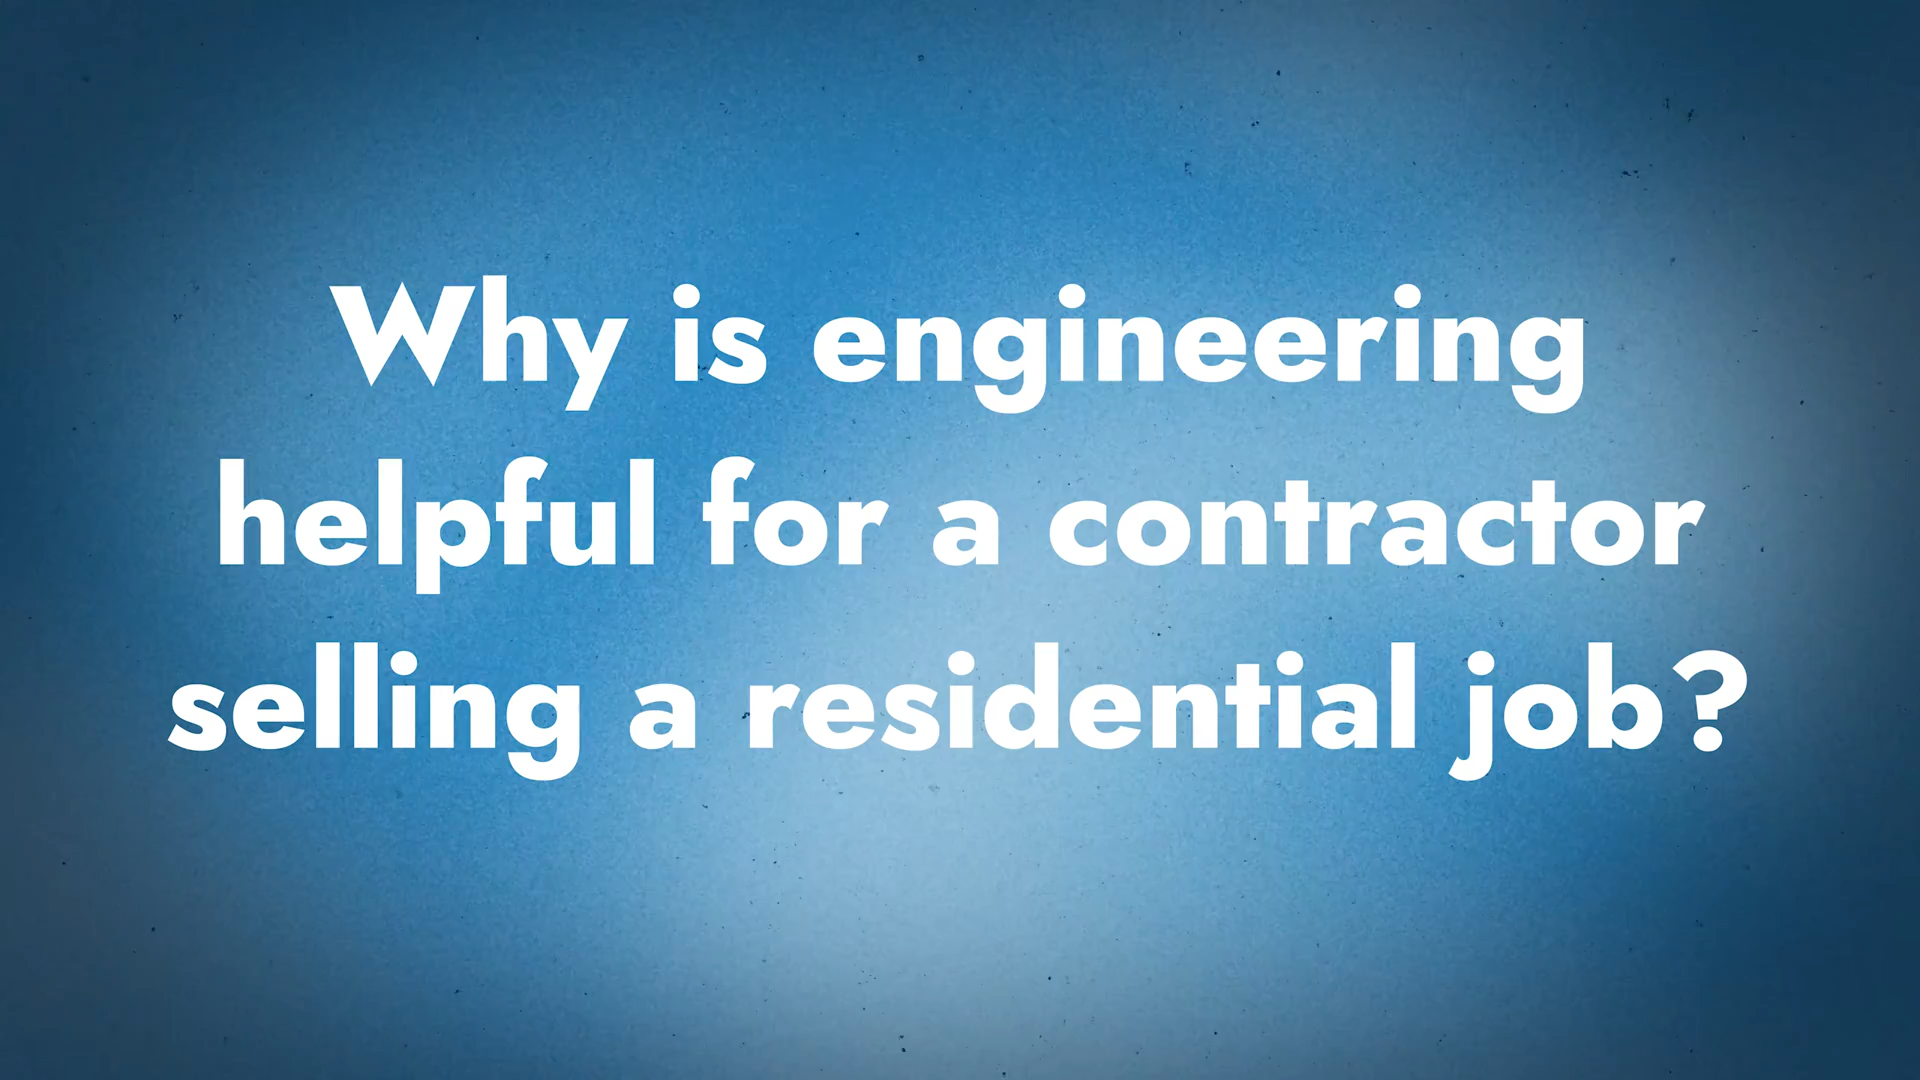 Why is engineering
helpful for a contractor
selling a residential job?